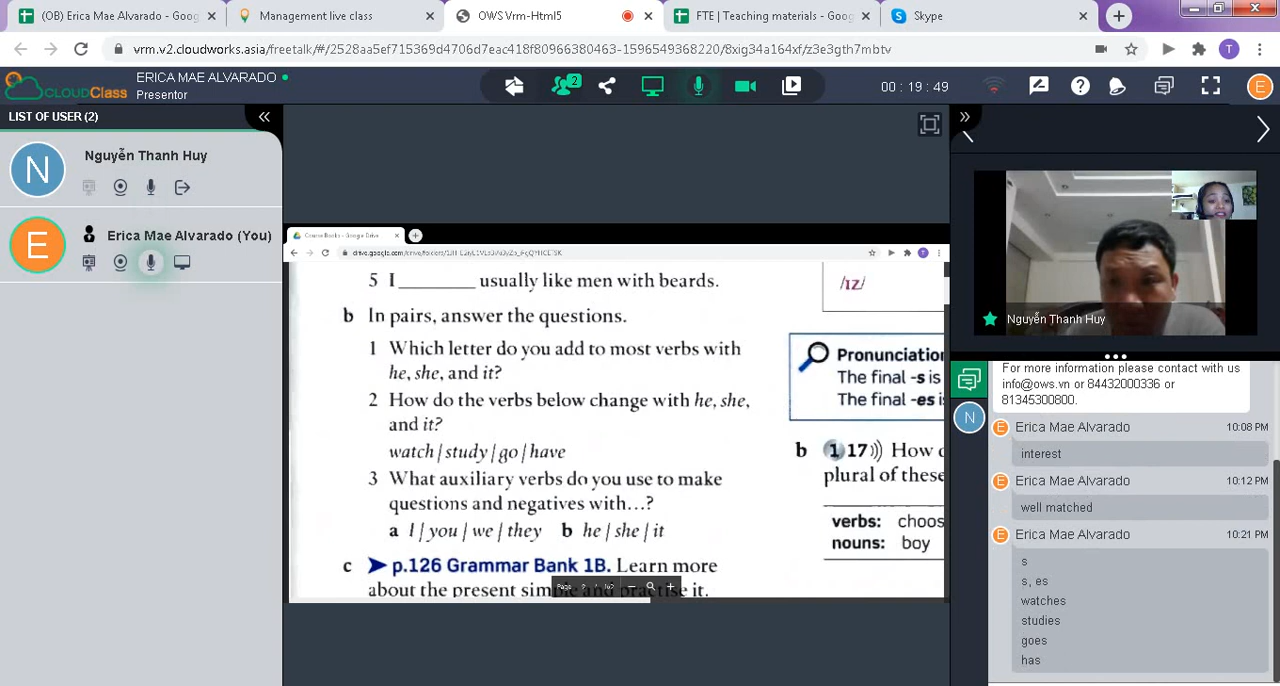 (OB) Erica Mae Alvarado - Goog
Management live class
OWS Vrm-Html5
FTE | Teaching materials - Goog
Skype
vrm.v2.cloudworks.asia/freetalk/#/2528aa5ef715369d4706d7eac418f80966380463-1596549368220/8xig34a164xf/z3e3gth7mbtv
T
CLOUDClass
ERICA MAE ALVARADO
Presentor
2
00 : 19 : 49
E
LIST OF USER (2)
N
Nguyễn Thanh Huy
E
Erica Mae Alvarado (You)
Course Books - Google Drive
5 I ________ usually like men with beards.
b In pairs, answer the questions.
1 Which letter do you add to most verbs with
he, she, and it?
2 How do the verbs below change with he, she,
and it?
watch | study | go | have
3 What auxiliary verbs do you use to make
questions and negatives with...?
a I | you | we | they b he | she | it
c p.126 Grammar Bank 1B. Learn more
about the present simple and practise it.
/ɪz/
Pronunciation
The final -s is
The final -es i
b 1 17)) How
plural of these
verbs: choos
nouns: boy
Nguyễn Thanh Huy
For more information please contact with us
info@ows.vn or 84432000336 or
81345300800.
N
E Erica Mae Alvarado 10:08 PM
interest
E Erica Mae Alvarado 10:12 PM
well matched
E Erica Mae Alvarado 10:21 PM
s
s, es
watches
studies
goes
has